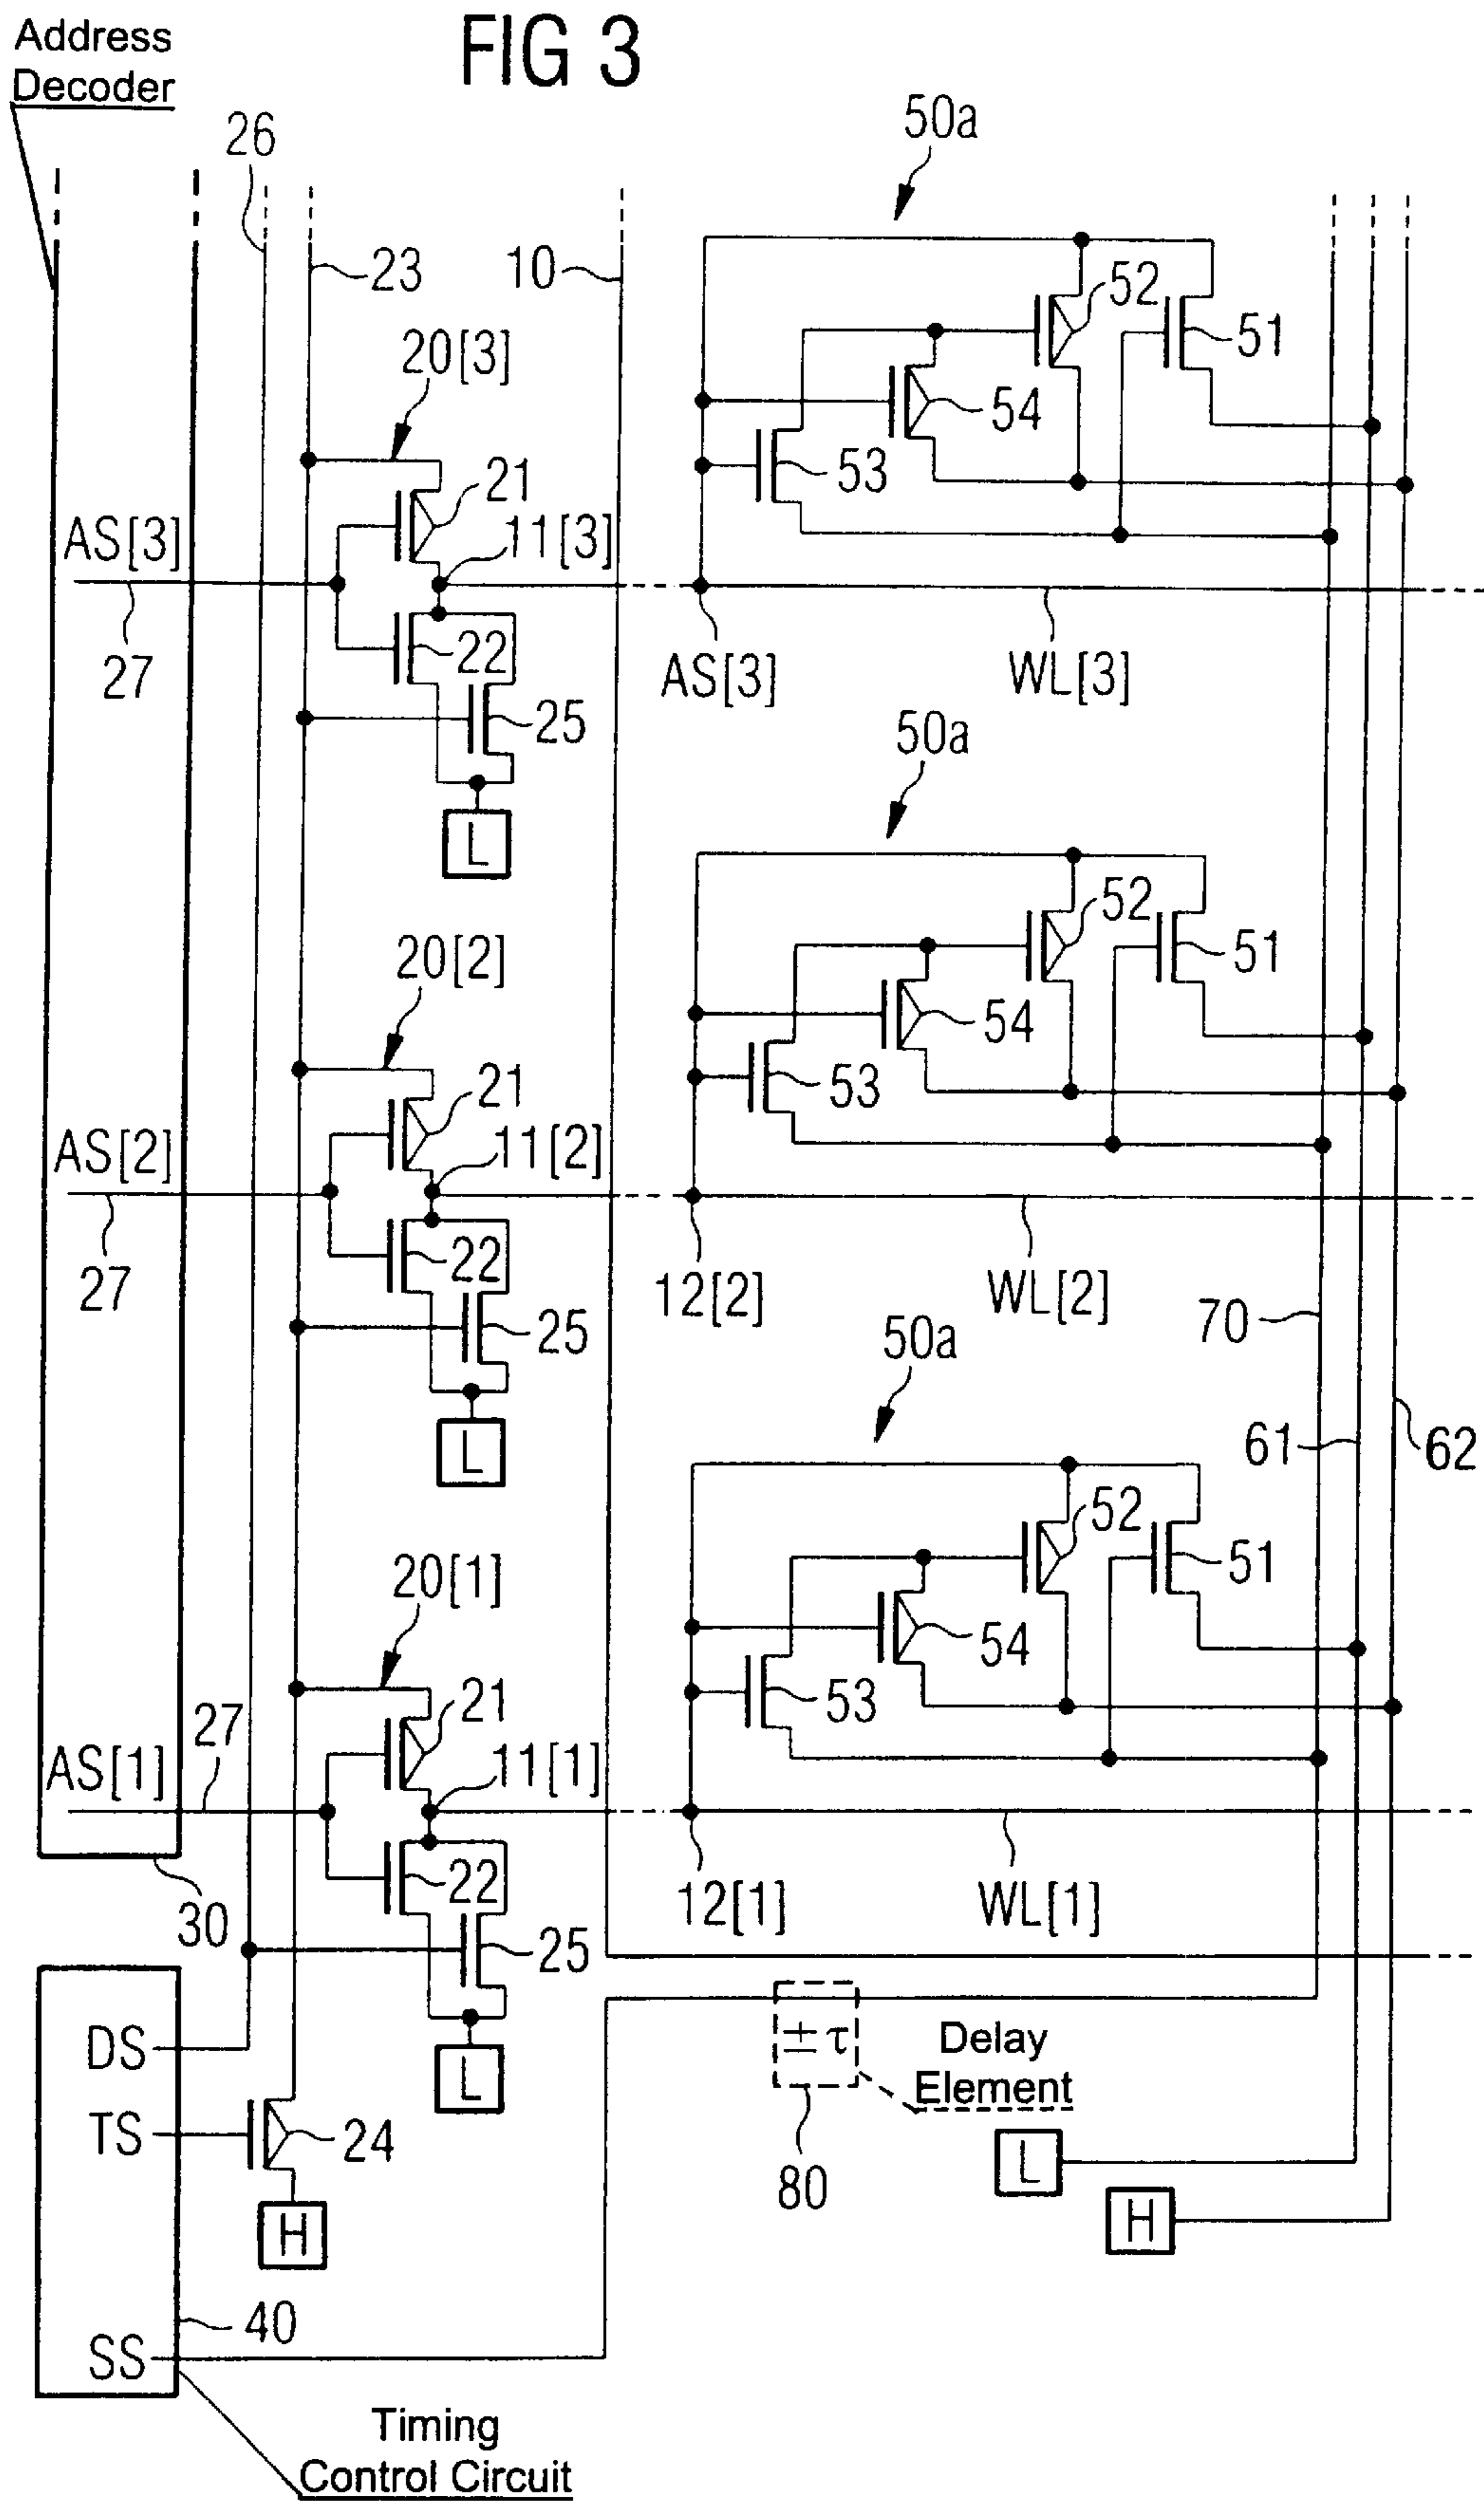 Address
Decoder
FIG 3
26
50a
23
10
52
51
20[3]
54
21
53
AS[3]
11[3]
27
22
AS[3]
WL[3]
25
50a
L
52
51
20[2]
54
21
53
AS[2]
11[2]
27
22
12[2]
WL[2]
70
25
50a
61
62
L
52
51
20[1]
54
21
53
27
AS[1]
11[1]
22
12[1]
WL[1]
30
25
DS
±τ
Delay
Element
L
TS
24
80
L
H
H
40
SS
Timing
Control Circuit